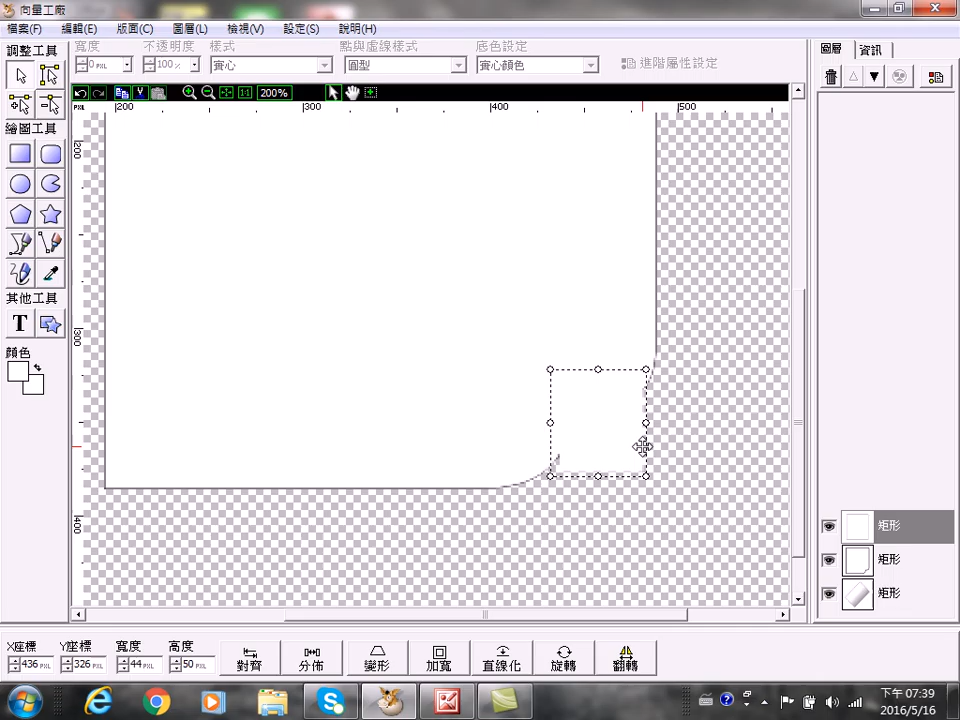 向量工廠
檔案(F) 編輯(E) 版面(C) 圖層(L) 檢視(V) 設定(S) 說明(H)
調整工具 寬度 不透明度 樣式 點與虛線樣式 底色設定 圖層 資訊
0 PXL 100 % 實心 圓型 實心顏色 進階屬性設定
200%
PXL 200 300 400 500
繪圖工具
200
其他工具
300
T
顏色
400
矩形
矩形
矩形
X座標 Y座標 寬度 高度
436 PXL 326 PXL 44 PXL 50 PXL 對齊 分佈 變形 加寬 直線化 旋轉 翻轉
下午 07:39
2016/5/16